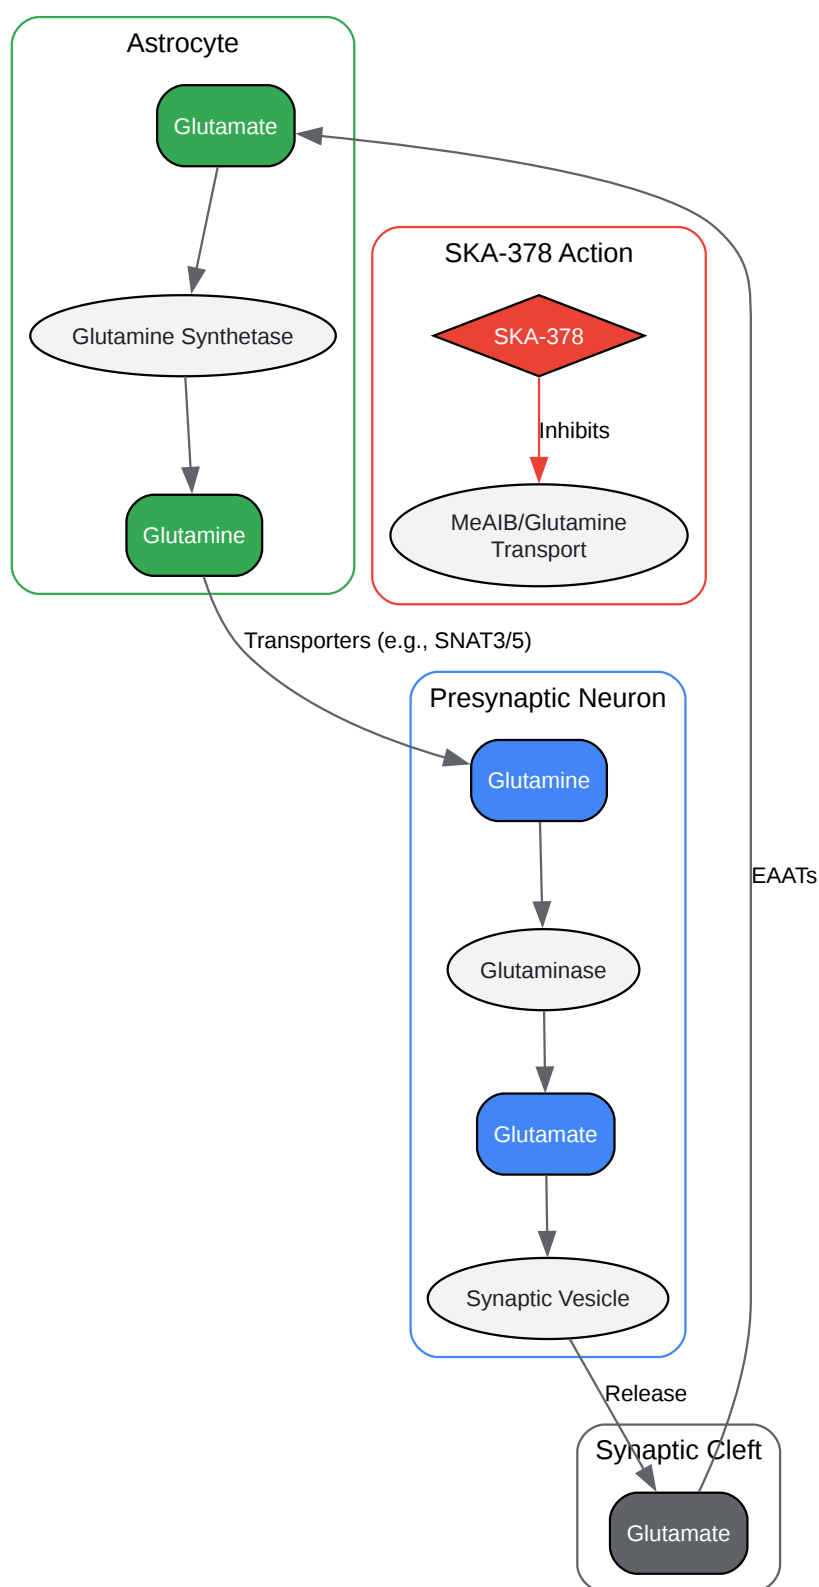 Astrocyte
Glutamate
SKA-378 Action
SKA-378
Glutamine Synthetase
Inhibits
MeAIB/Glutamine
Transport
Glutamine
Transporters (e.g., SNAT3/5)
Presynaptic Neuron
Glutamine
EAATs
Glutaminase
Glutamate
Synaptic Vesicle
Release
Synaptic Cleft
Glutamate